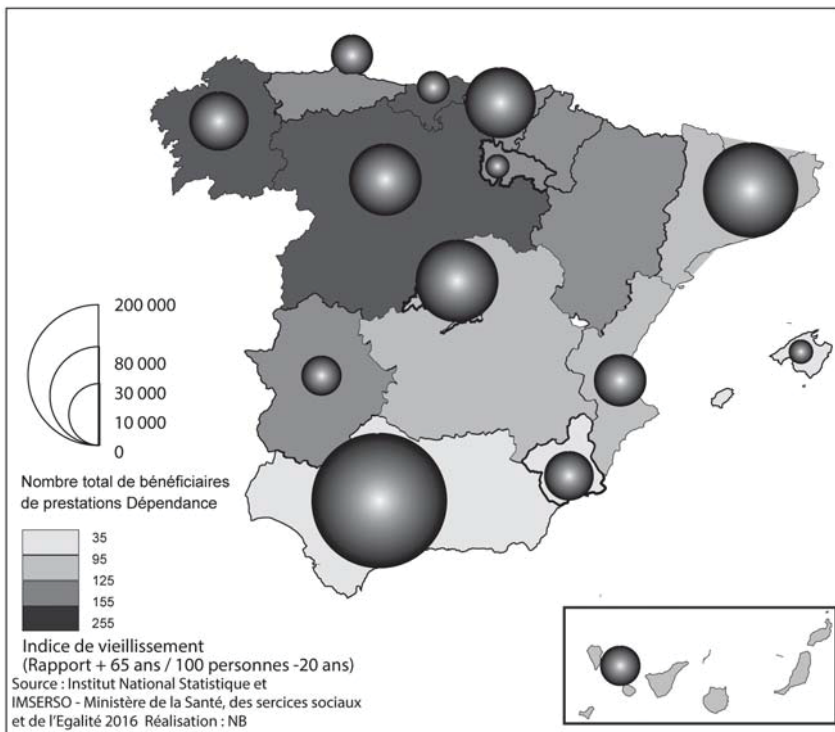 200 000
80 000
30 000
10 000
0
Nombre total de bénéficiaires
de prestations Dépendance
35
95
125
155
255
Indice de vieillissement
(Rapport + 65 ans / 100 personnes -20 ans)
Source : Institut National Statistique et
IMSERSO - Ministère de la Santé, des sercices sociaux
et de l'Egalité 2016 Réalisation : NB